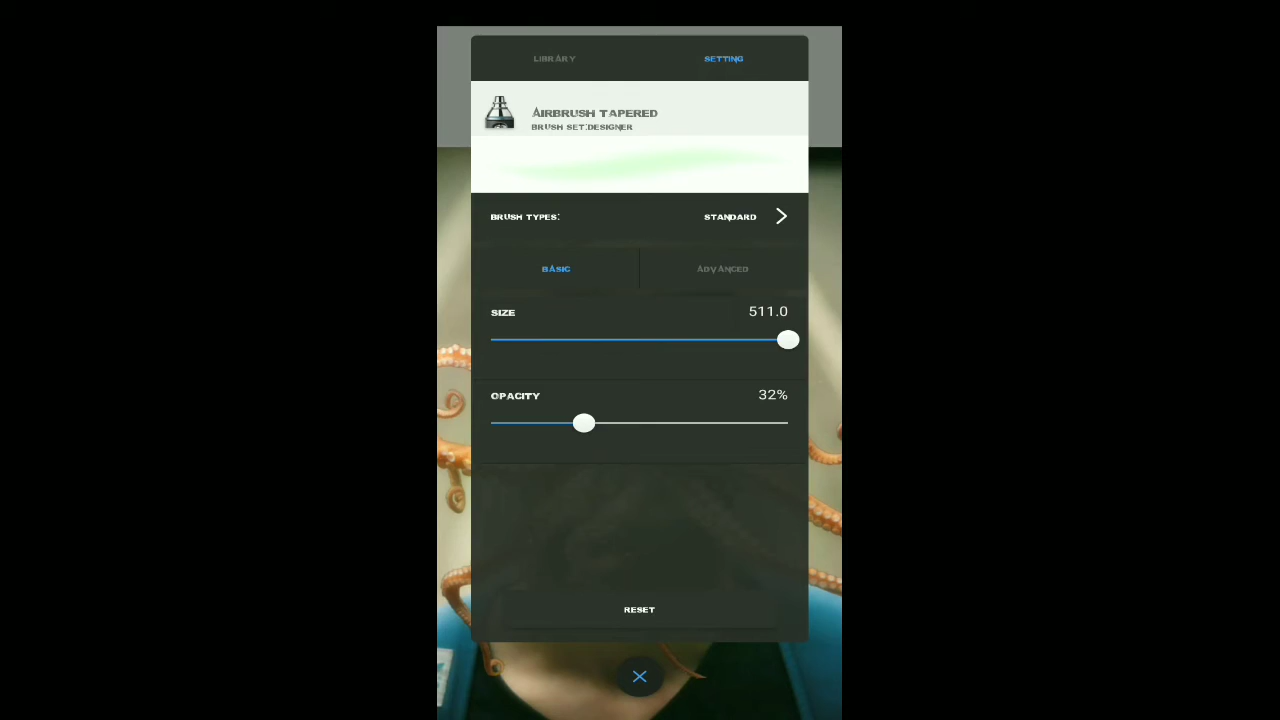 LIBRARY
SETTING
AIRBRUSH TAPERED
BRUSH SET:DESIGNER
BRUSH TYPES:
STANDARD
BASIC
ADVANCED
SIZE
511.0
OPACITY
32%
RESET